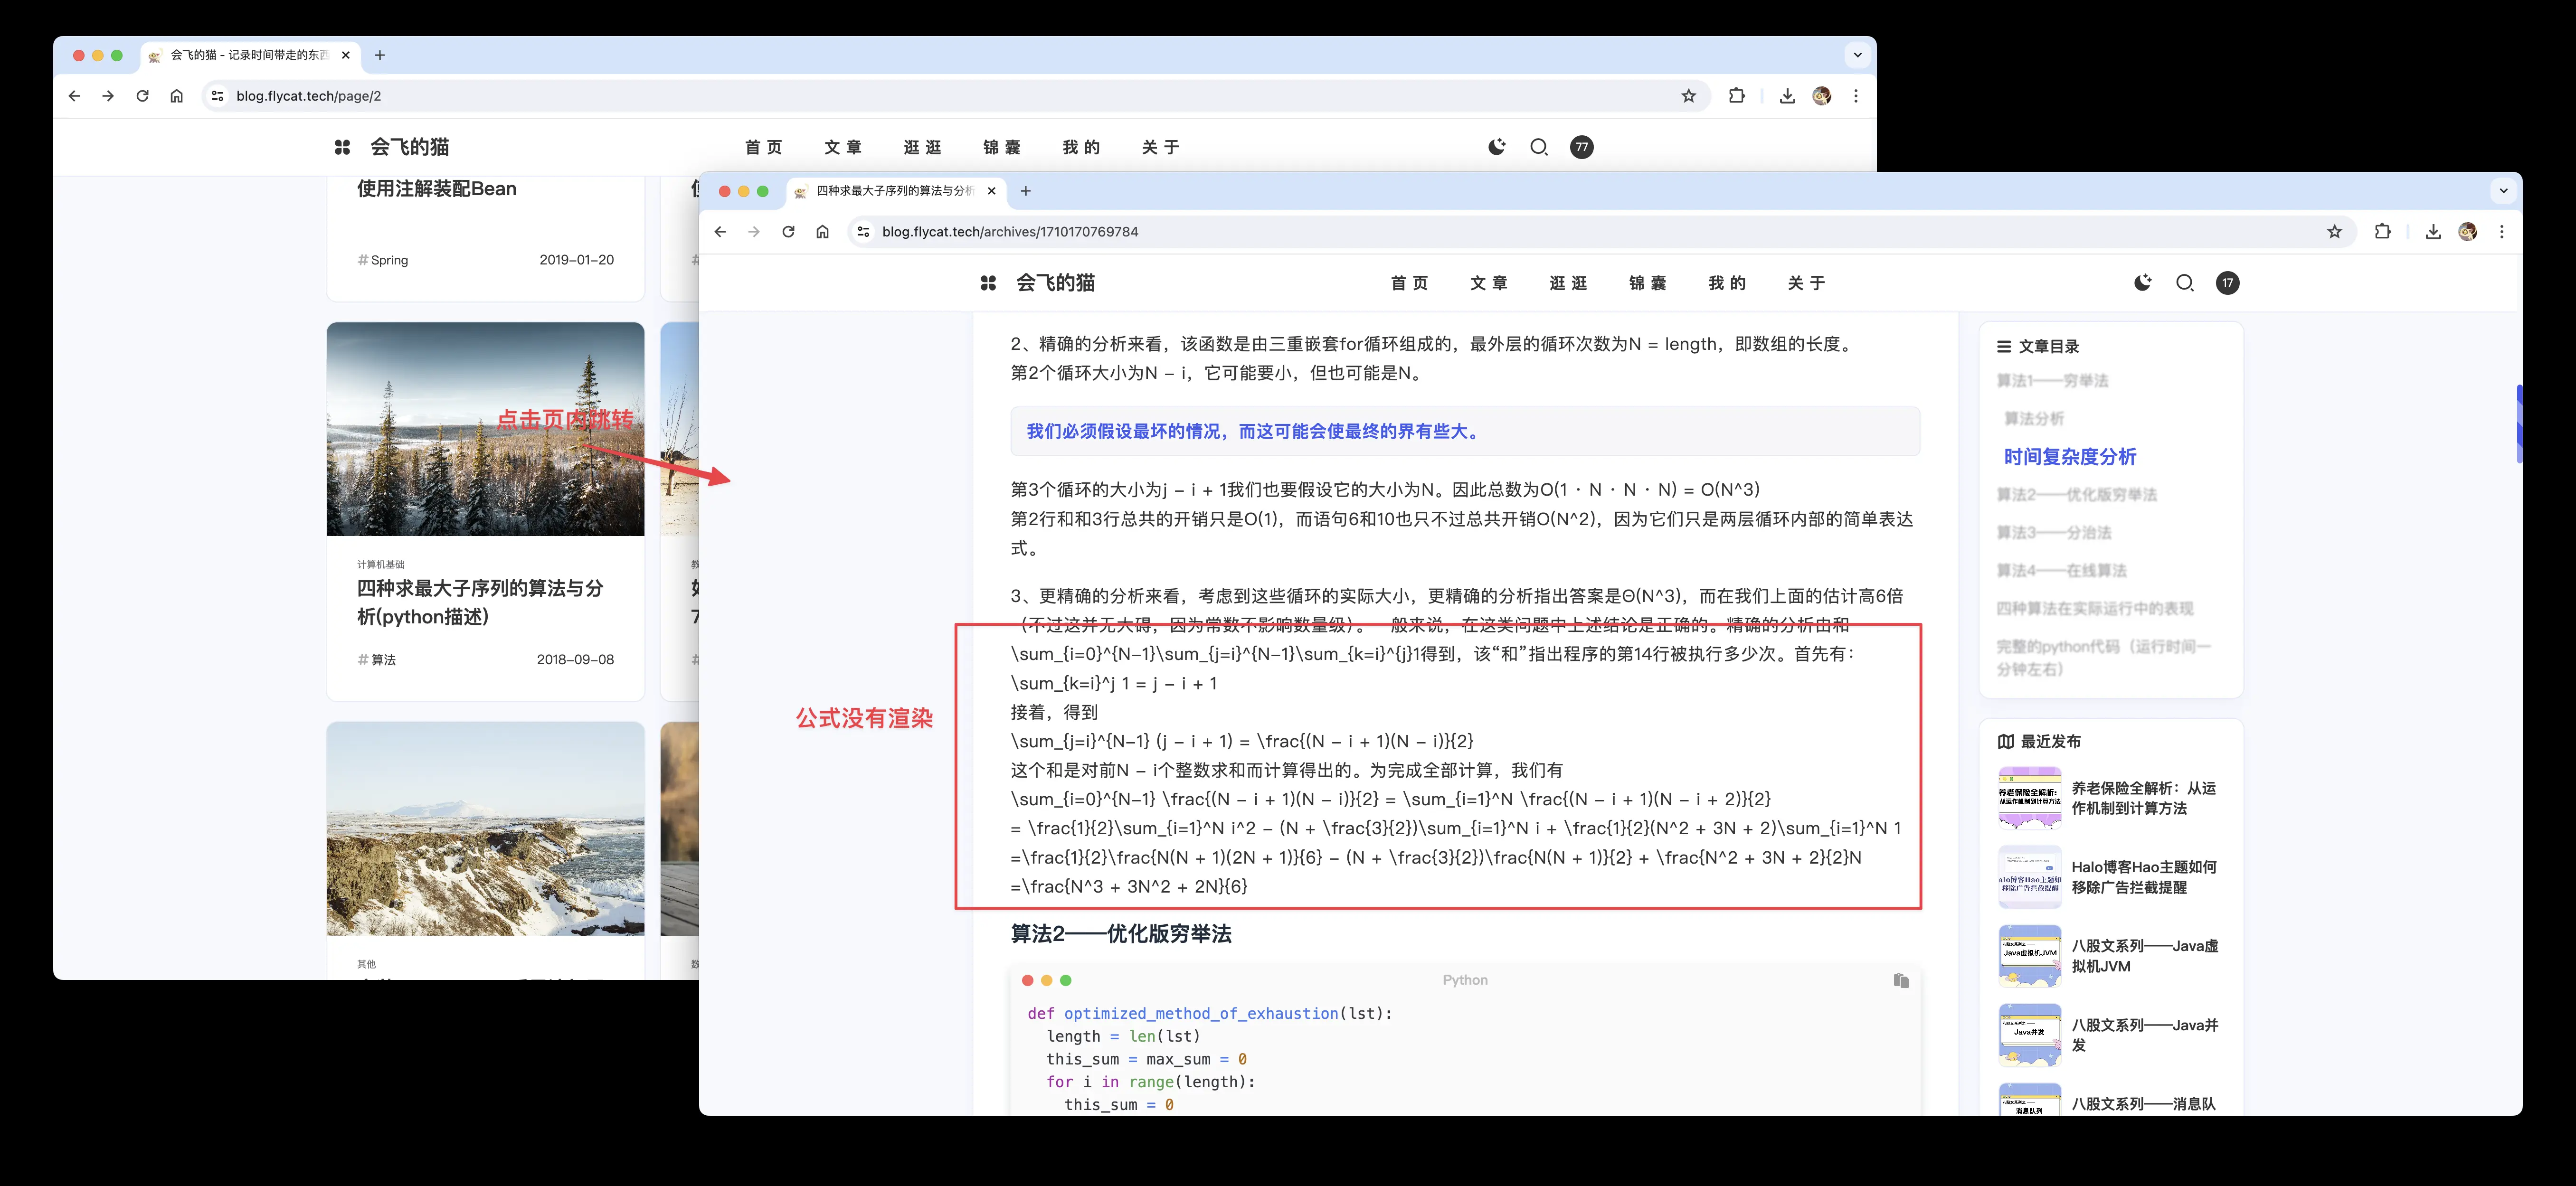 会飞的猫 - 记录时间带走的东西
blog.flycat.tech/page/2
会飞的猫
首页 文章 逛逛 锦囊 我的 关于
77
使用注解装配Bean
#Spring 2019-01-20
点击页内跳转
计算机基础
四种求最大子序列的算法与分
析(python描述)
#算法 2018-09-08
其他
四种求最大子序列的算法与分析
blog.flycat.tech/archives/1710170769784
会飞的猫
首页 文章 逛逛 锦囊 我的 关于
17
2、精确的分析来看，该函数是由三重嵌套for循环组成的，最外层的循环次数为N = length，即数组的长度。
第2个循环大小为N − i，它可能要小，但也可能是N。
我们必须假设最坏的情况，而这可能会使最终的界有些大。
第3个循环的大小为j − i + 1我们也要假设它的大小为N。因此总数为O(1 · N · N · N) = O(N^3)
第2行和和3行总共的开销只是O(1)，而语句6和10也只不过总共开销O(N^2)，因为它们只是两层循环内部的简单表达
式。
3、更精确的分析来看，考虑到这些循环的实际大小，更精确的分析指出答案是Θ(N^3)，而在我们上面的估计高6倍
（不过这并无大碍，因为常数不影响数量级）。一般来说，在这类问题中上述结论是正确的。精确的分析由和
\sum_{i=0}^{N−1}\sum_{j=i}^{N−1}\sum_{k=i}^{j}1得到，该“和”指出程序的第14行被执行多少次。首先有：
\sum_{k=i}^j 1 = j − i + 1
接着，得到
\sum_{j=i}^{N−1} (j − i + 1) = \frac{(N − i + 1)(N − i)}{2}
这个和是对前N − i个整数求和而计算得出的。为完成全部计算，我们有
\sum_{i=0}^{N−1} \frac{(N − i + 1)(N − i)}{2} = \sum_{i=1}^N \frac{(N − i + 1)(N − i + 2)}{2}
= \frac{1}{2}\sum_{i=1}^N i^2 − (N + \frac{3}{2})\sum_{i=1}^N i + \frac{1}{2}(N^2 + 3N + 2)\sum_{i=1}^N 1
=\frac{1}{2}\frac{N(N + 1)(2N + 1)}{6} − (N + \frac{3}{2})\frac{N(N + 1)}{2} + \frac{N^2 + 3N + 2}{2}N
=\frac{N^3 + 3N^2 + 2N}{6}
公式没有渲染
算法2——优化版穷举法
Python
def optimized_method_of_exhaustion(lst):
length = len(lst)
this_sum = max_sum = 0
for i in range(length):
this_sum = 0
文章目录
算法1——穷举法
算法分析
时间复杂度分析
算法2——优化版穷举法
算法3——分治法
算法4——在线算法
四种算法在实际运行中的表现
完整的python代码（运行时间一
分钟左右）
最近发布
养老保险全解析：从运
作机制到计算方法
Halo博客Hao主题如何
移除广告拦截提醒
八股文系列——Java虚
拟机JVM
八股文系列——Java并
发
八股文系列——消息队